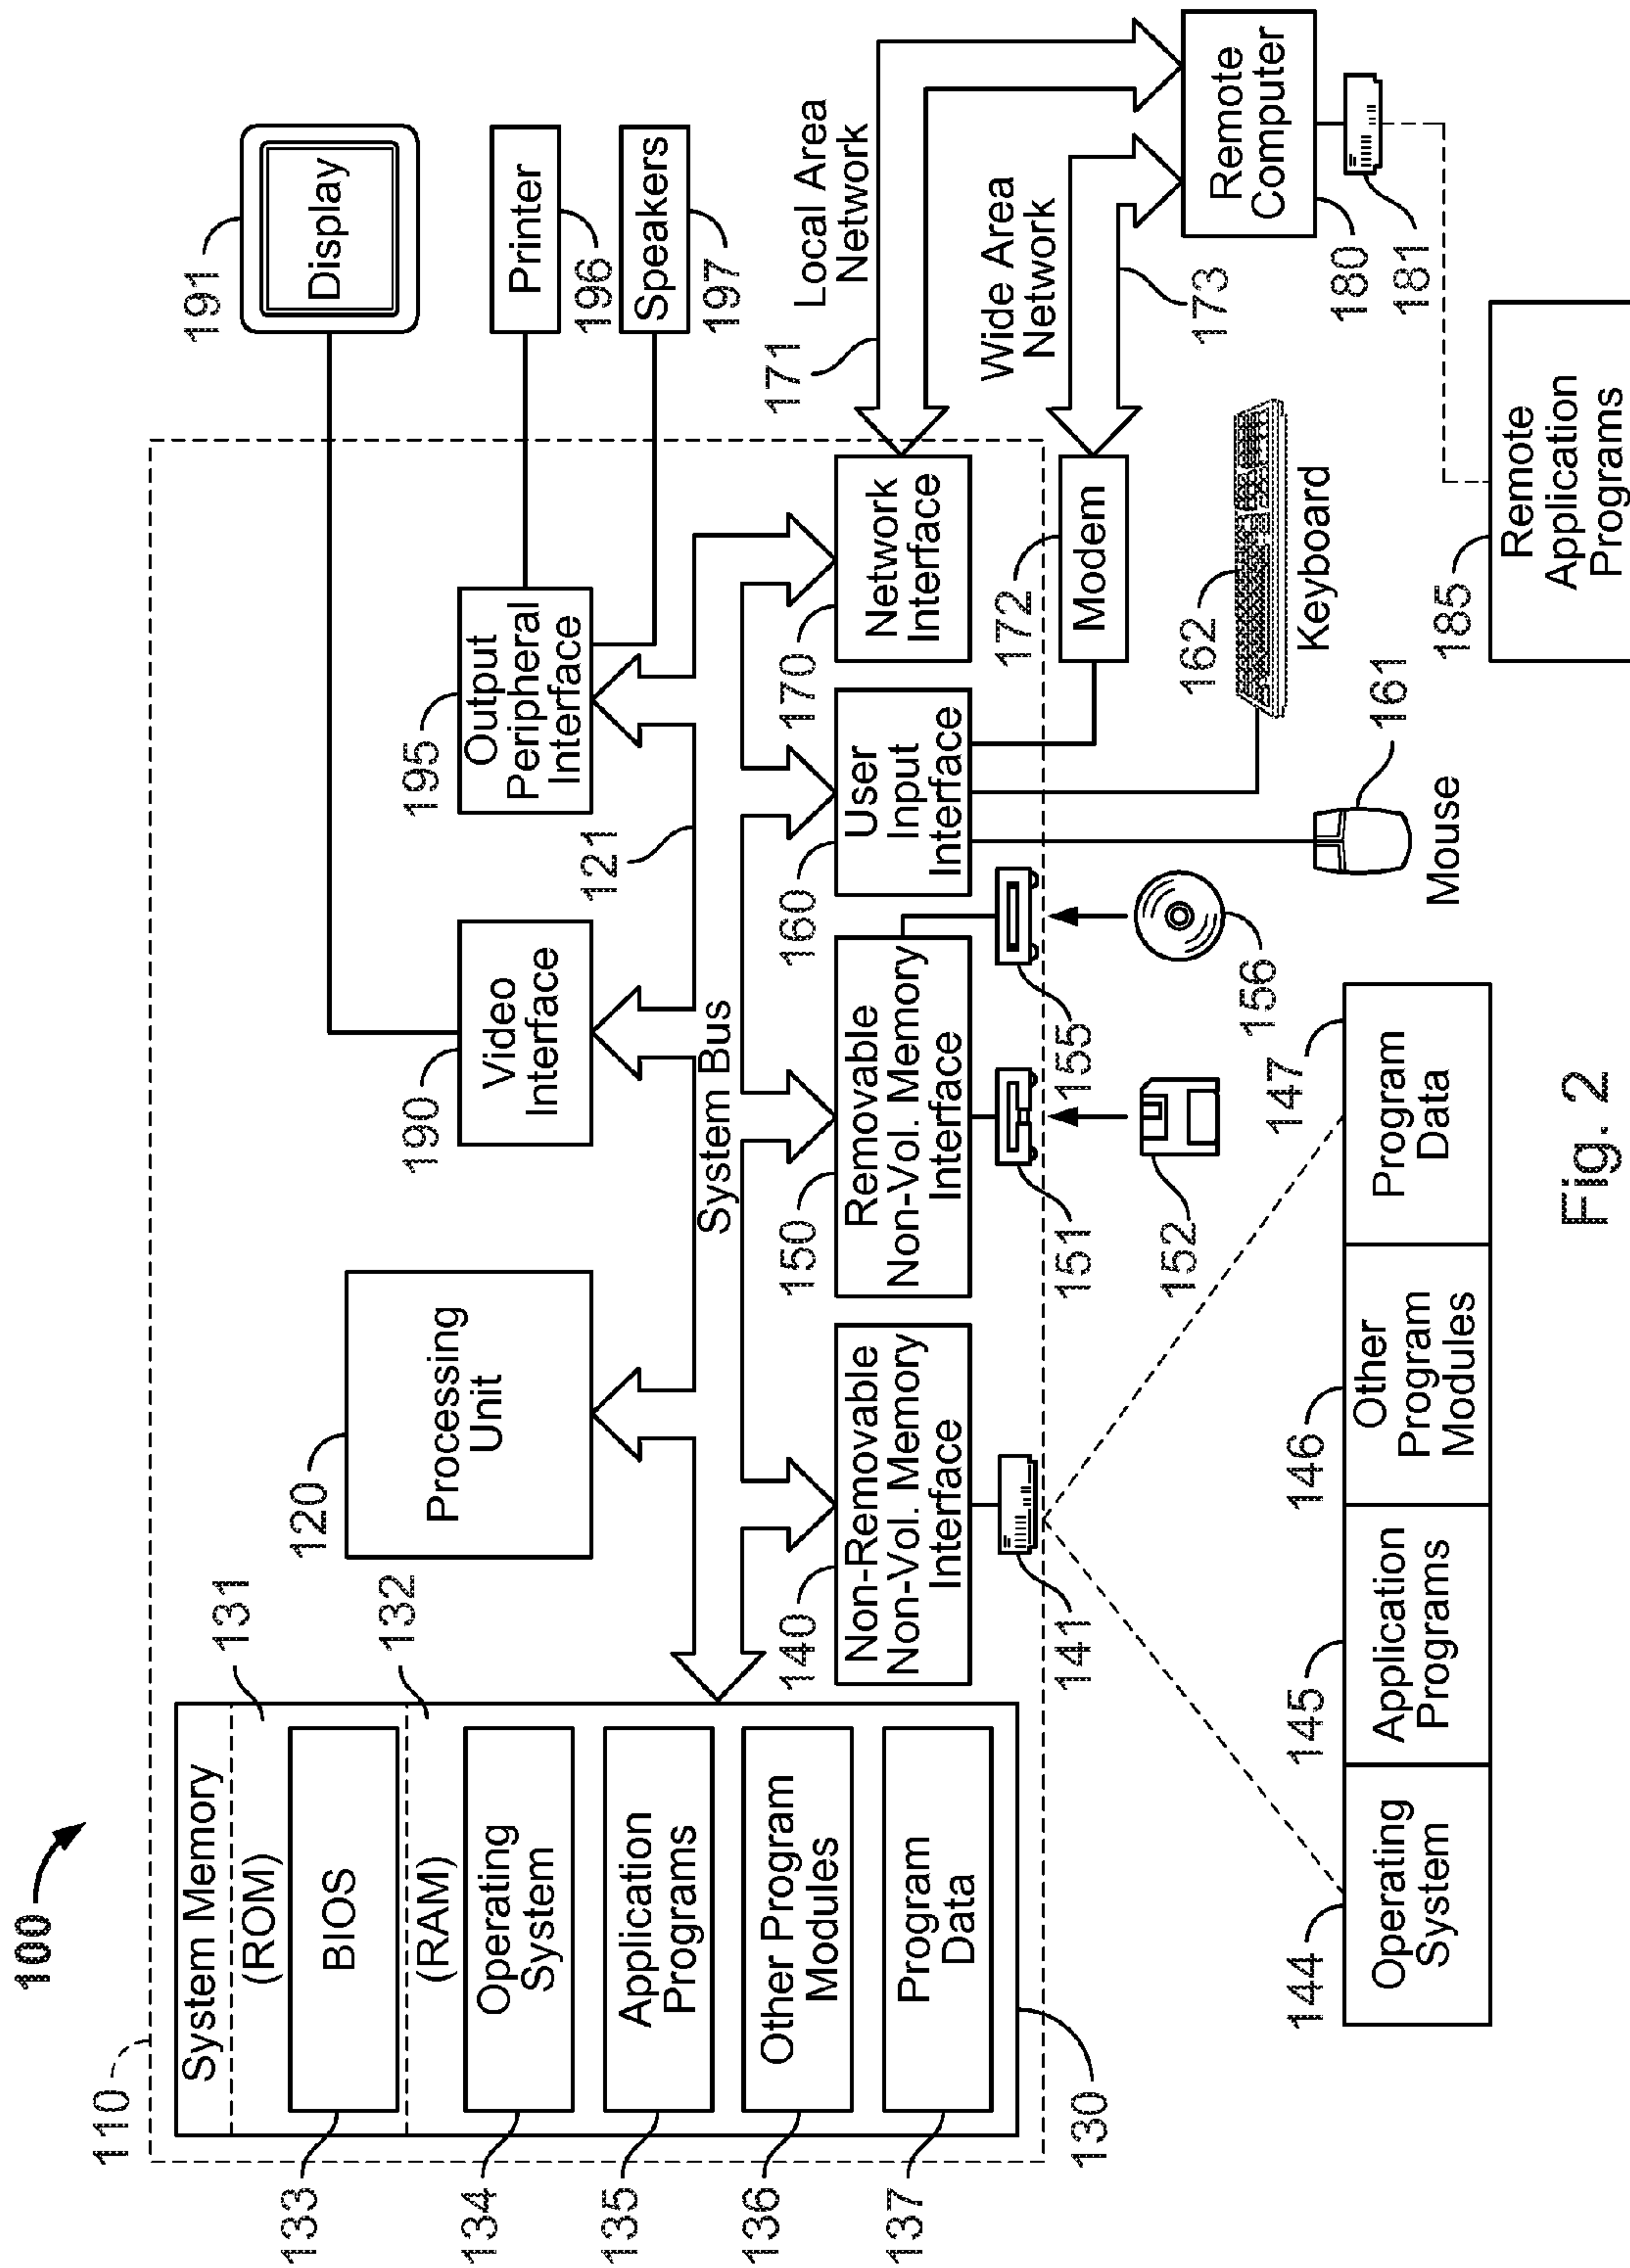 100
110
System Memory
(ROM)
131
133
BIOS
132
(RAM)
134
Operating
System
135
Application
Programs
136
Other Program
Modules
137
Program
Data
130
120
Processing
Unit
190
Video
Interface
195
Output
Peripheral
Interface
191
Display
Printer
196
Speakers
197
121
System Bus
140
Non-Removable
Non-Vol. Memory
Interface
150
Removable
Non-Vol. Memory
Interface
160
User
Input
Interface
170
Network
Interface
171
Local Area
Network
172
Modem
Wide Area
Network
173
Remote
Computer
180
181
141
151
155
152
156
162
Keyboard
161
Mouse
144
Operating
System
145
Application
Programs
146
Other
Program
Modules
147
Program
Data
185
Remote
Application
Programs
Fig. 2